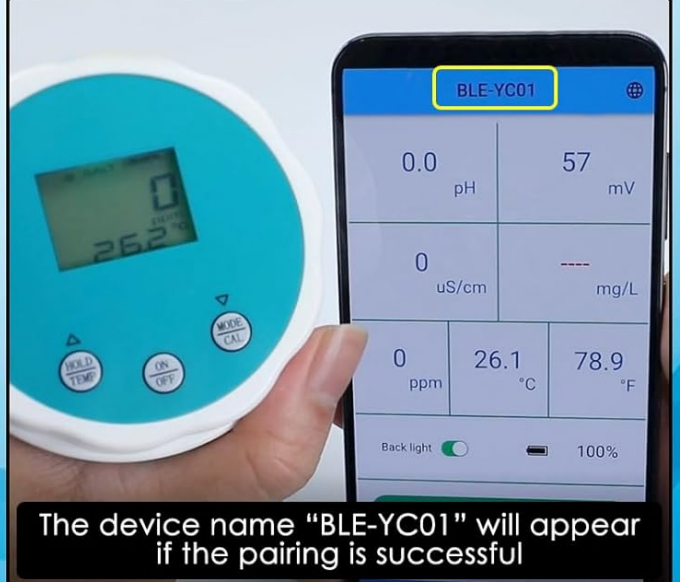 BLE-YC01
0.0
pH
57
mV
0
uS/cm
----
mg/L
0
ppm
26.1
°C
78.9
°F
Back light
100%
0
26.2 °C
HOLD
TEMP
ON
OFF
MODE
CAL
The device name “BLE-YC01” will appear
if the pairing is successful